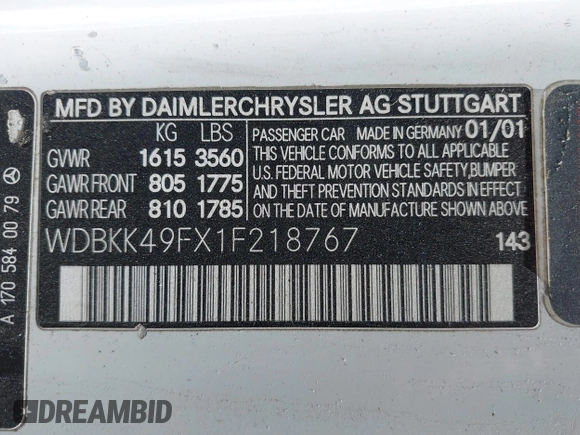 MFD BY DAIMLERCHRYSLER AG STUTTGART
KG LBS
GVWR 1615 3560
GAWR FRONT 805 1775
GAWR REAR 810 1785
PASSENGER CAR MADE IN GERMANY 01/01
THIS VEHICLE CONFORMS TO ALL APPLICABLE
U.S. FEDERAL MOTOR VEHICLE SAFETY, BUMPER
AND THEFT PREVENTION STANDARDS IN EFFECT
ON THE DATE OF MANUFACTURE SHOWN ABOVE.
WDBKK49FX1F218767
143
A 170 584 00 79
DREAMBID